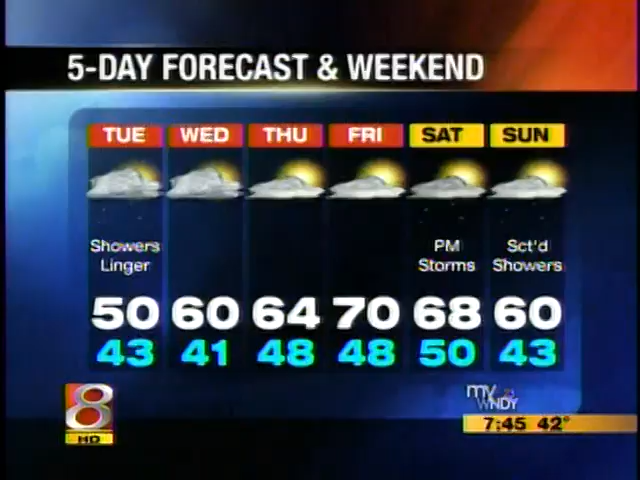 5-DAY FORECAST & WEEKEND
TUE WED THU FRI SAT SUN
Showers Linger PM Storms Sct'd Showers
50 60 64 70 68 60
43 41 48 48 50 43
8
HD
my
WNDY
7:45 42°